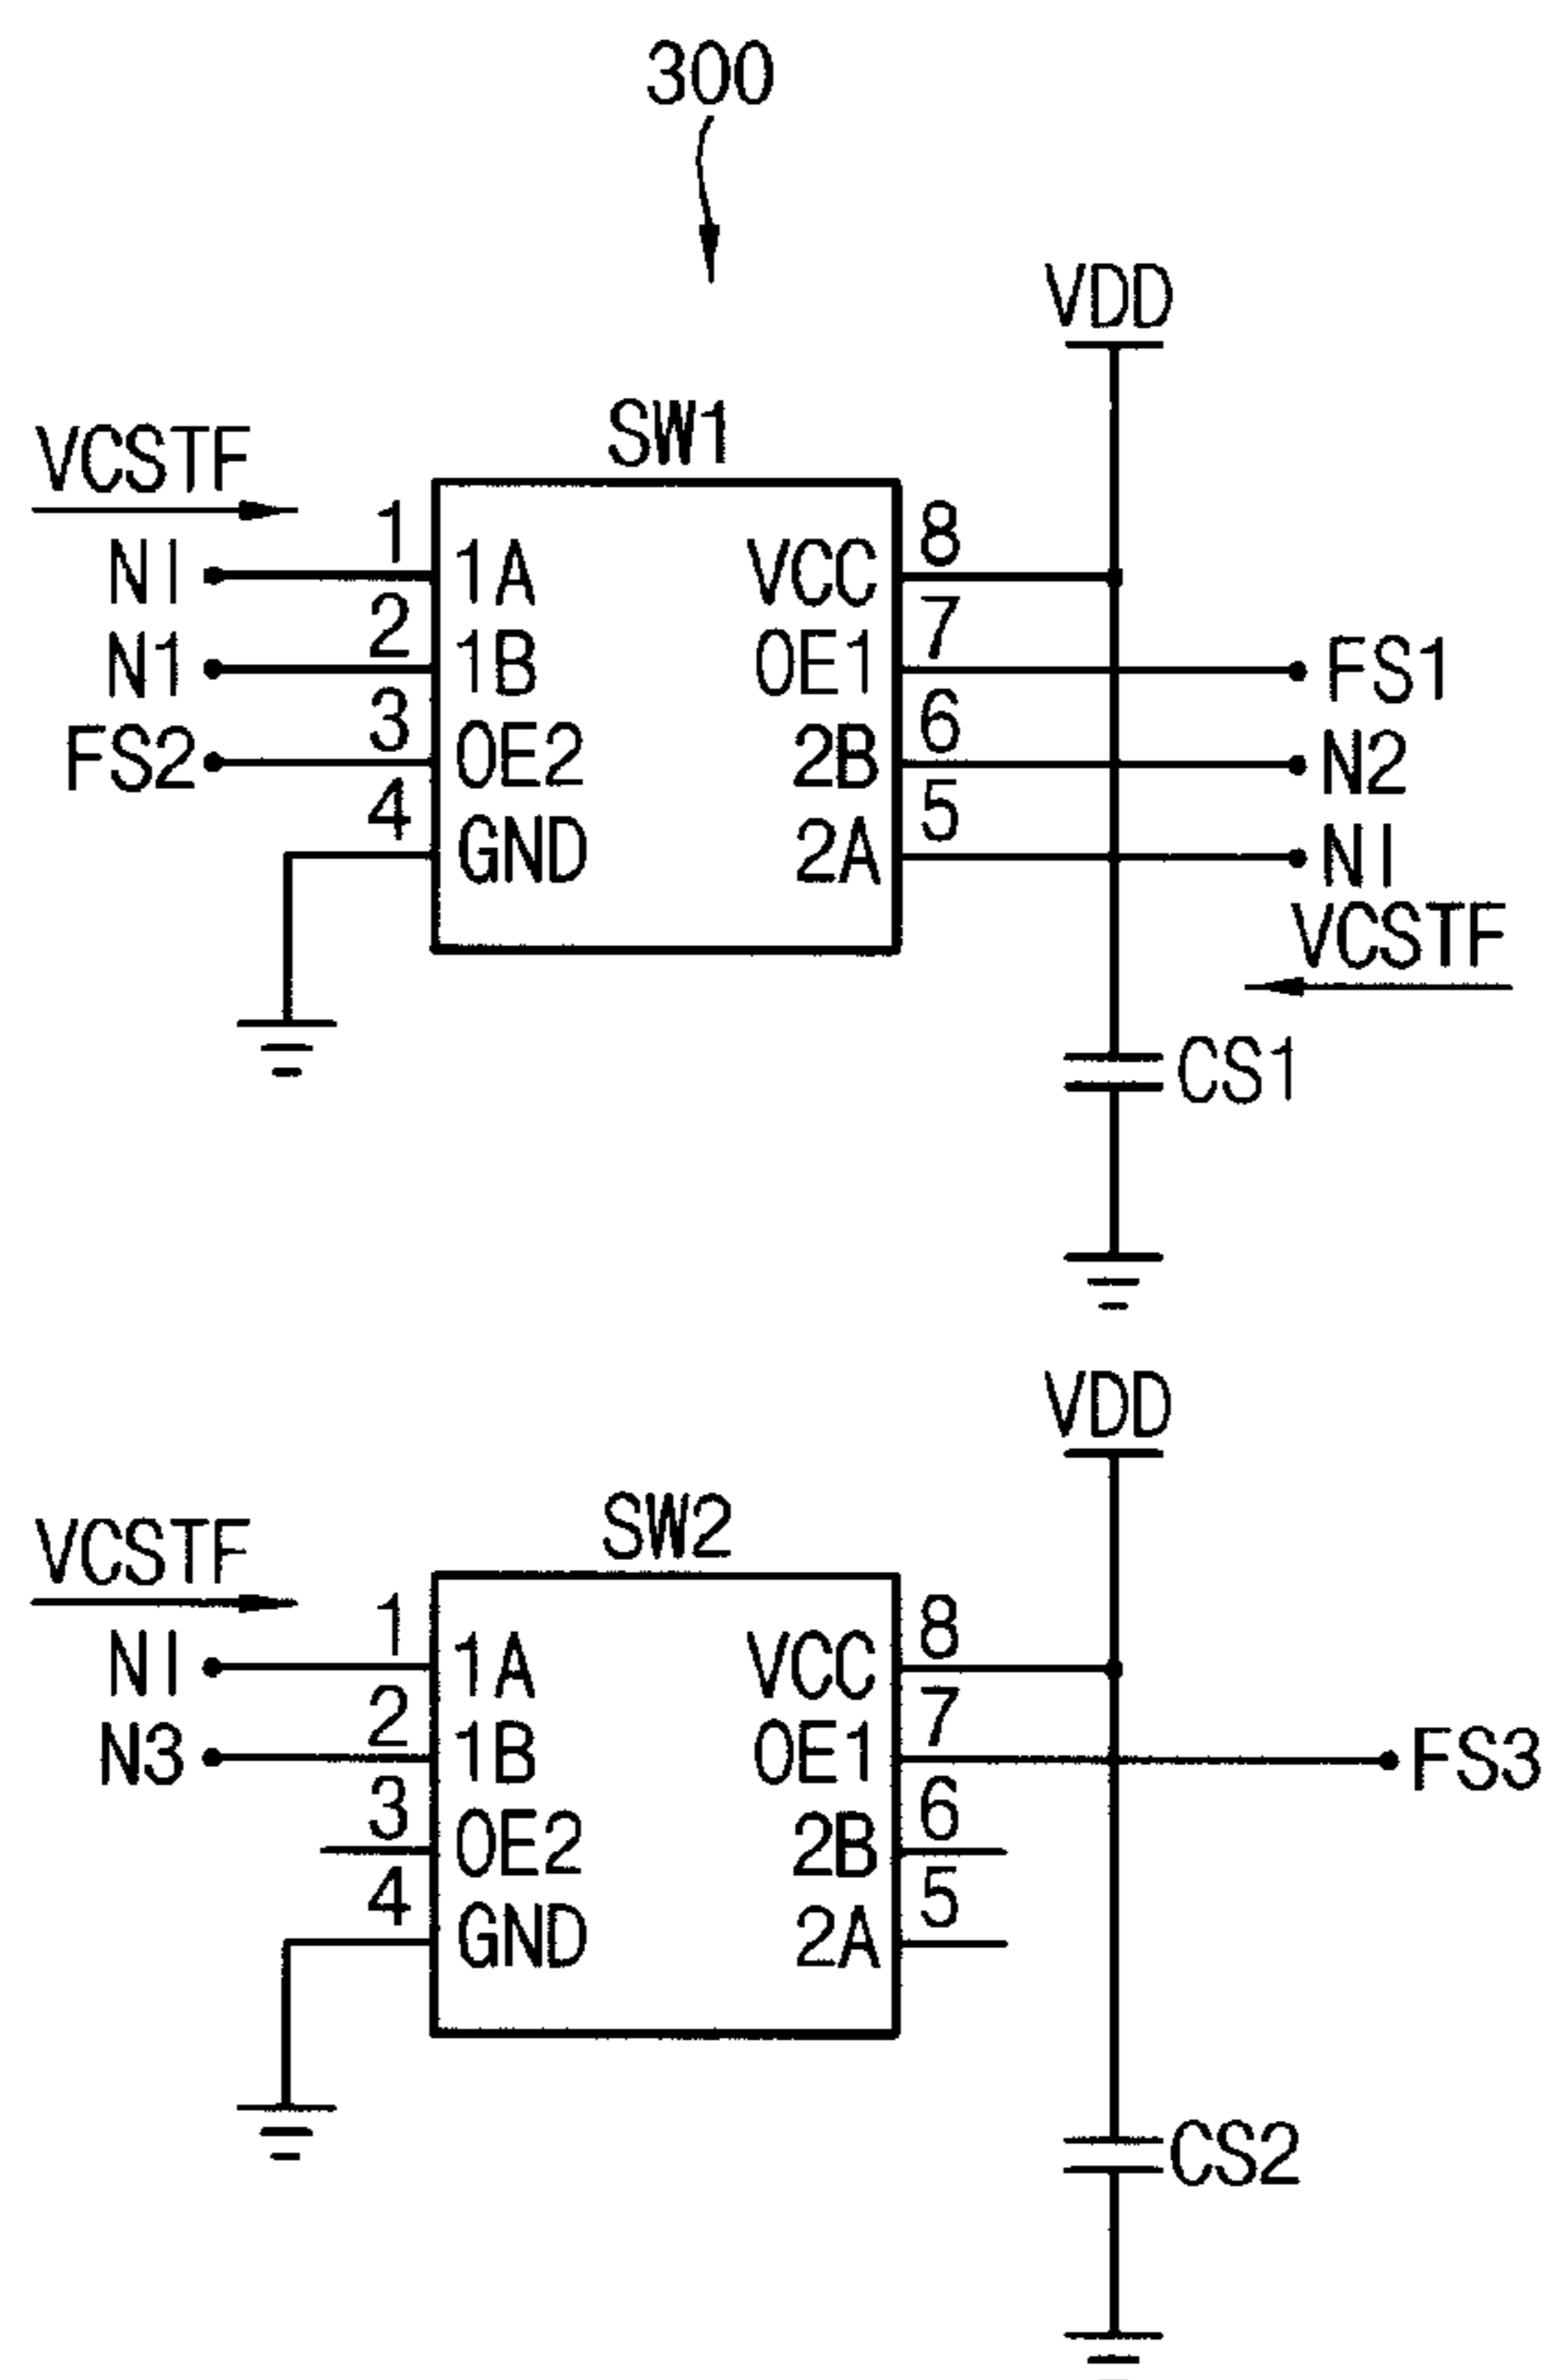 300
VDD
SW1
VCSTF
NI 1 1A VCC 8
N1 2 1B OE1 7 FS1
FS2 3 OE2 2B 6 N2
4 GND 2A 5 NI
VCSTF
CS1
VDD
SW2
VCSTF
NI 1 1A VCC 8
N3 2 1B OE1 7 FS3
3 OE2 2B 6
4 GND 2A 5
CS2